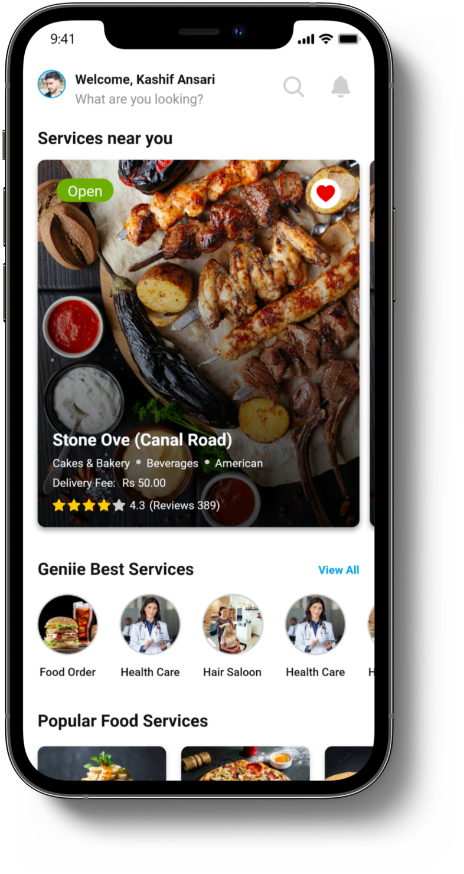 9:41
Welcome, Kashif Ansari
What are you looking?
Services near you
Open
Stone Ove (Canal Road)
Cakes & Bakery • Beverages • American
Delivery Fee: Rs 50.00
4.3 (Reviews 389)
Geniie Best Services
View All
Food Order
Health Care
Hair Saloon
Health Care
H
Popular Food Services